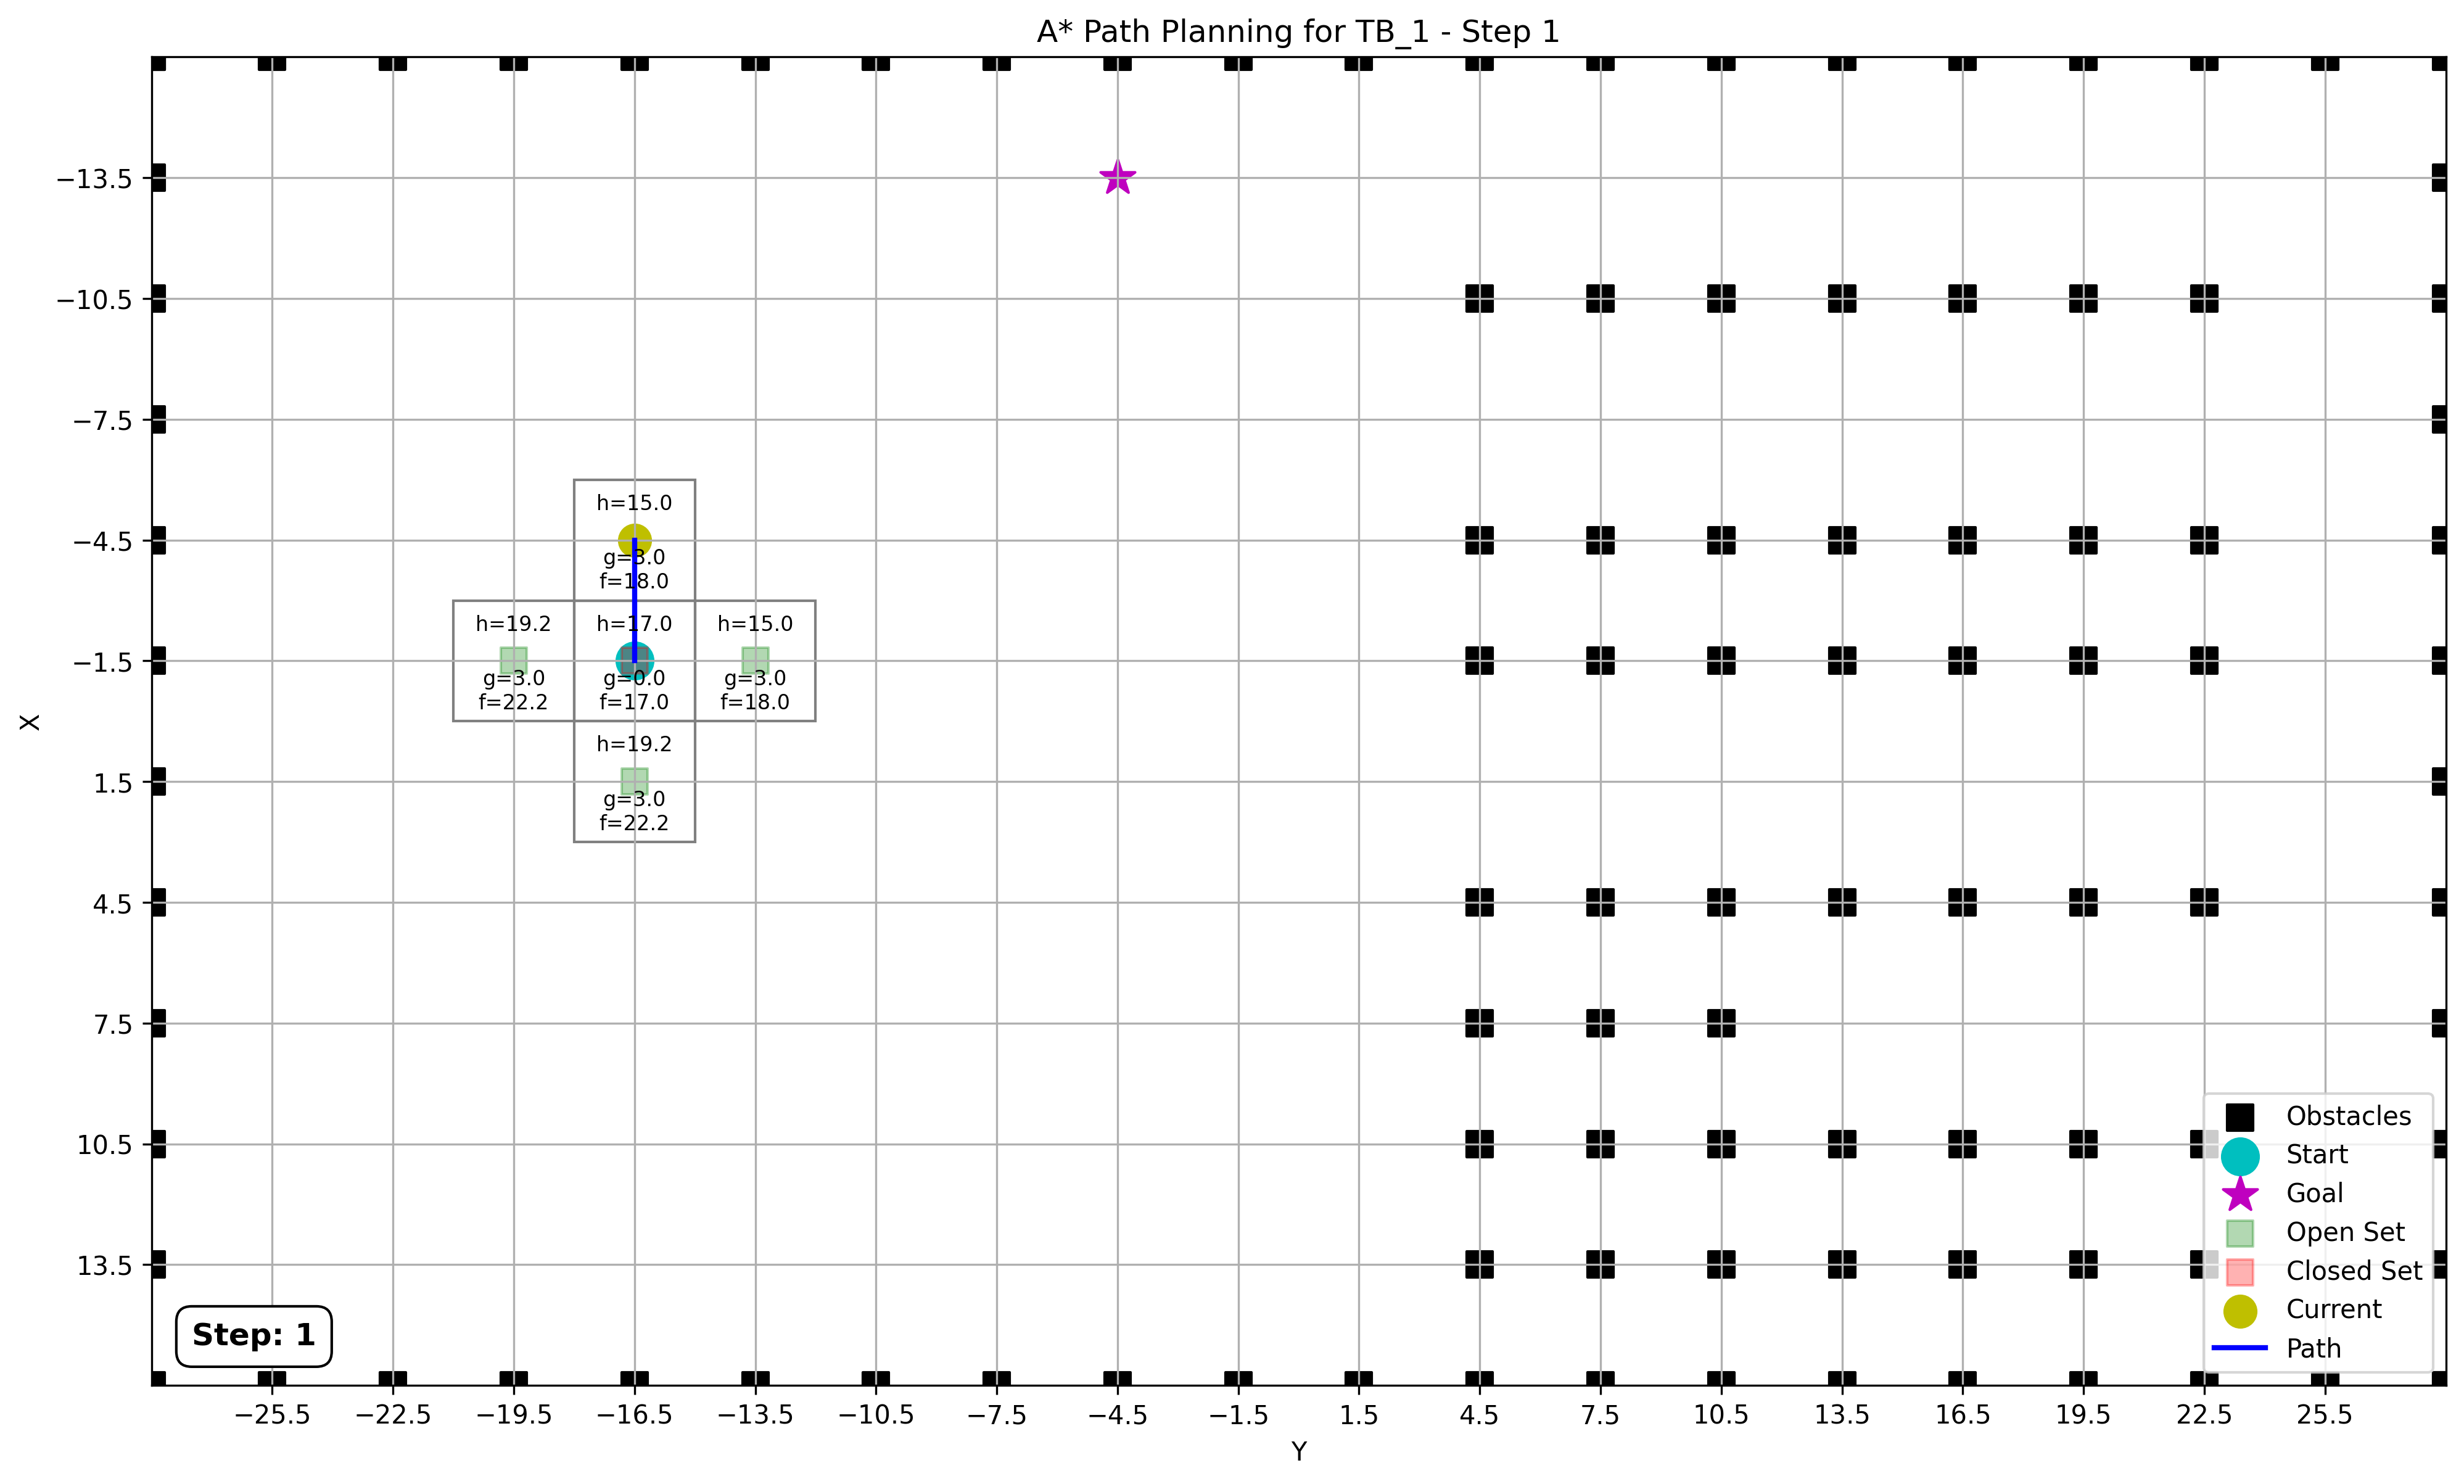 A* Path Planning for TB_1 - Step 1
−13.5
−10.5
−7.5
−4.5
−1.5
1.5
4.5
7.5
10.5
13.5
X
h=15.0
g=3.0
f=18.0
h=19.2
g=3.0
f=22.2
h=17.0
g=0.0
f=17.0
h=15.0
g=3.0
f=18.0
h=19.2
g=3.0
f=22.2
Obstacles
Start
Goal
Open Set
Closed Set
Current
Path
Step: 1
−25.5
−22.5
−19.5
−16.5
−13.5
−10.5
−7.5
−4.5
−1.5
1.5
4.5
7.5
10.5
13.5
16.5
19.5
22.5
25.5
Y